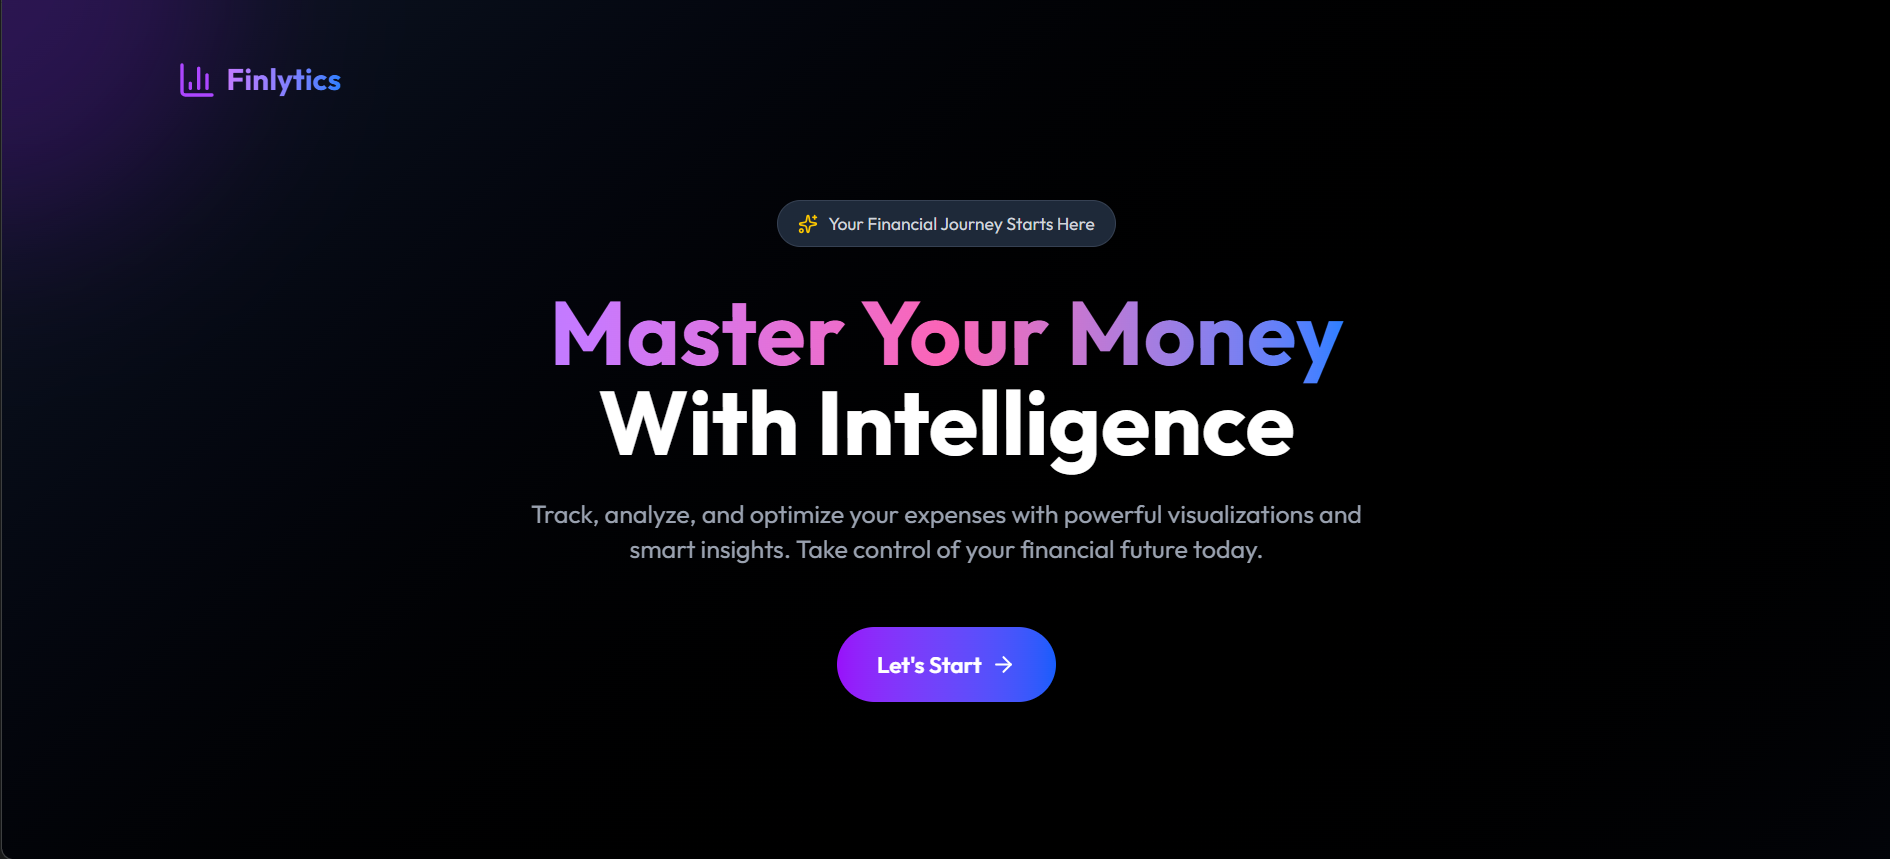 Finlytics
Your Financial Journey Starts Here
Master Your Money
With Intelligence
Track, analyze, and optimize your expenses with powerful visualizations and
smart insights. Take control of your financial future today.
Let's Start